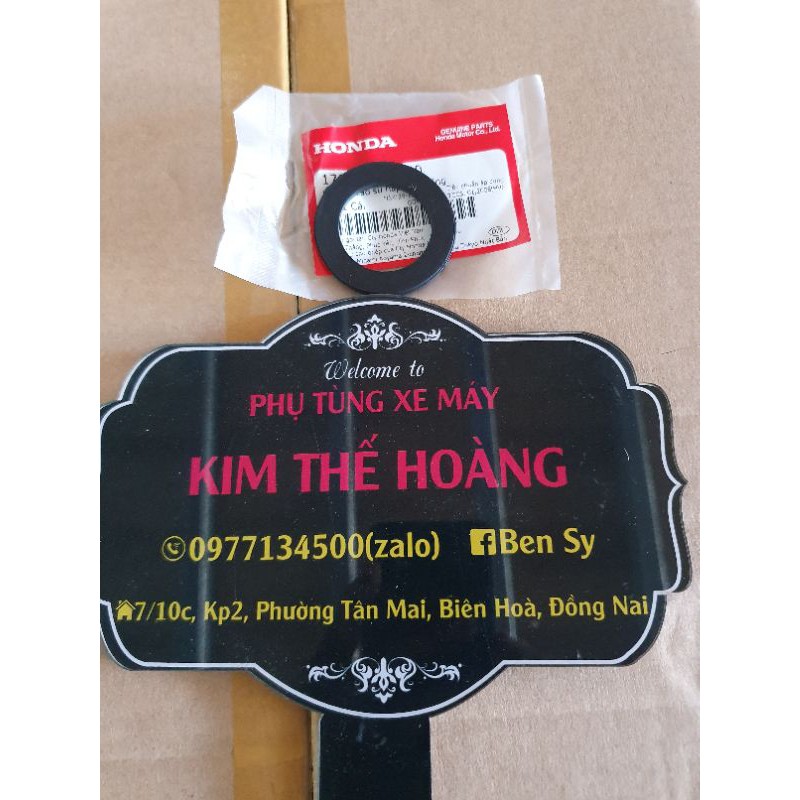 GENUINE PARTS
Honda Motor Co., Ltd.
HONDA
Welcome to
PHỤ TÙNG XE MÁY
KIM THẾ HOÀNG
0977134500(zalo) Ben Sy
7/10c, Kp2, Phường Tân Mai, Biên Hoà, Đồng Nai